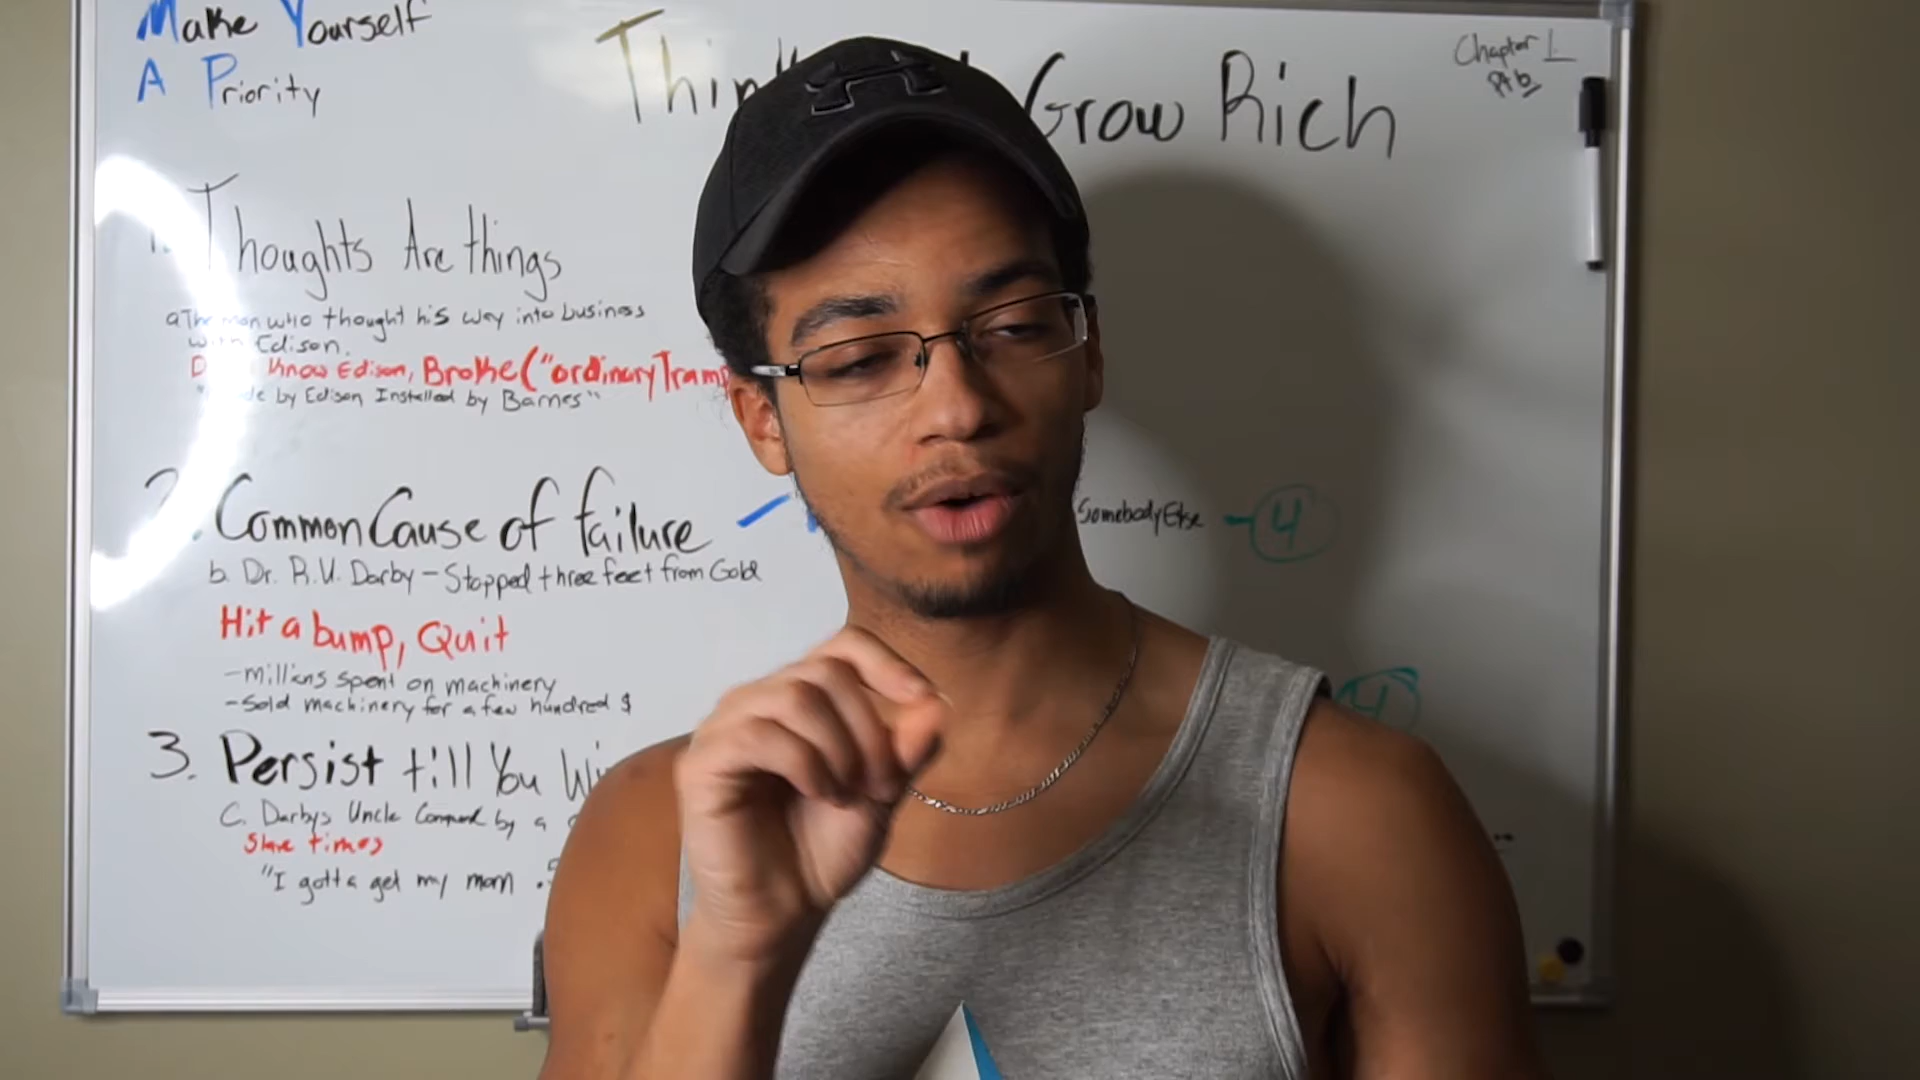 Make Yourself
A Priority
Think Grow Rich
Chapter 1
Pt b
1. Thoughts Are things
a The man who thought his way into business
with Edison.
Know Edison, Broke ("ordinary Tramp
by Edison Installed by Barnes"
2. Common Cause of failure
Somebody Else - 4
b. Dr. R.U. Darby - Stopped three feet from Gold
Hit a bump, Quit
- millions spent on machinery
4
- Sold machinery for a few hundred $
3. Persist till You Wi
C. Darbys Uncle by a
Slave times
"I gotta get my mom